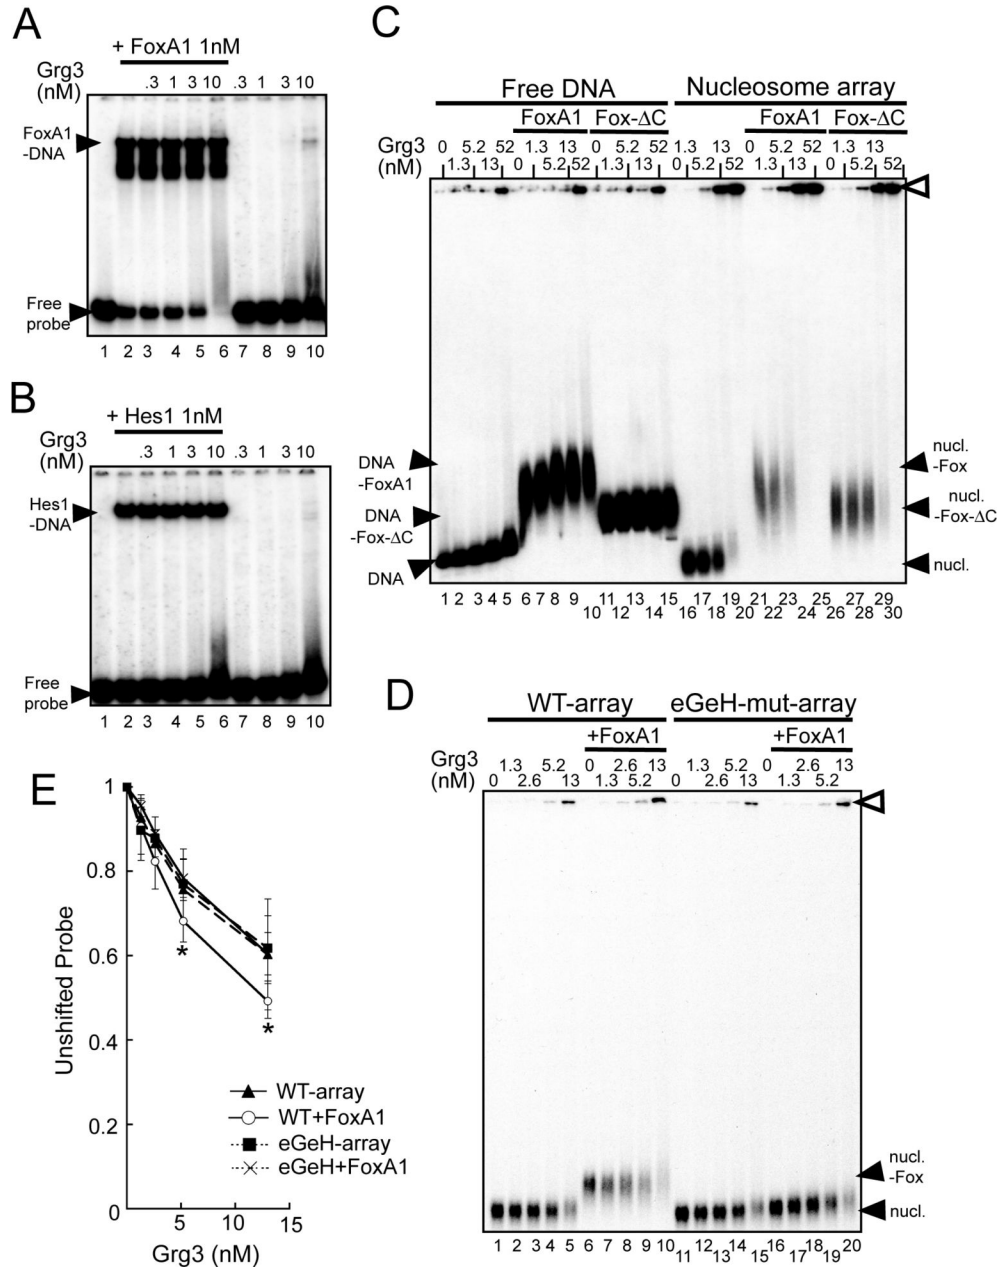 A
+ FoxA1 1nM
Grg3
(nM)
.3 1 3 10 .3 1 3 10
FoxA1
-DNA
Free
probe
1 2 3 4 5 6 7 8 9 10
B
+ Hes1 1nM
Grg3
(nM)
.3 1 3 10 .3 1 3 10
Hes1
-DNA
Free
probe
1 2 3 4 5 6 7 8 9 10
C
Free DNA Nucleosome array
FoxA1 Fox-ΔC FoxA1 Fox-ΔC
Grg3
(nM)
0 5.2 52 0 1.3 13 0 5.2 52 1.3 13 0 5.2 52 1.3 13
1.3 13 0 5.2 52 1.3 13 0 5.2 52 1.3 13 0 5.2 52
DNA
-FoxA1
DNA
-Fox-ΔC
DNA
nucl.
-Fox
nucl.
-Fox-ΔC
nucl.
1 2 3 4 5 6 7 8 9 11 13 15 17 19 21 23 25 27 29
10 12 14 16 18 20 22 24 26 28 30
D
WT-array eGeH-mut-array
+FoxA1 +FoxA1
Grg3
(nM)
1.3 5.2 0 2.6 13 1.3 5.2 0 2.6 13
0 2.6 13 1.3 5.2 0 2.6 13 1.3 5.2
nucl.
-Fox
nucl.
1 2 3 4 5 6 7 8 9 10 12 14 16 18 20
11 13 15 17 19
E
Unshifted Probe
1
0.8
0.6
0.4
0.2
0
*
*
WT-array
WT+FoxA1
eGeH-array
eGeH+FoxA1
5 10 15
Grg3 (nM)